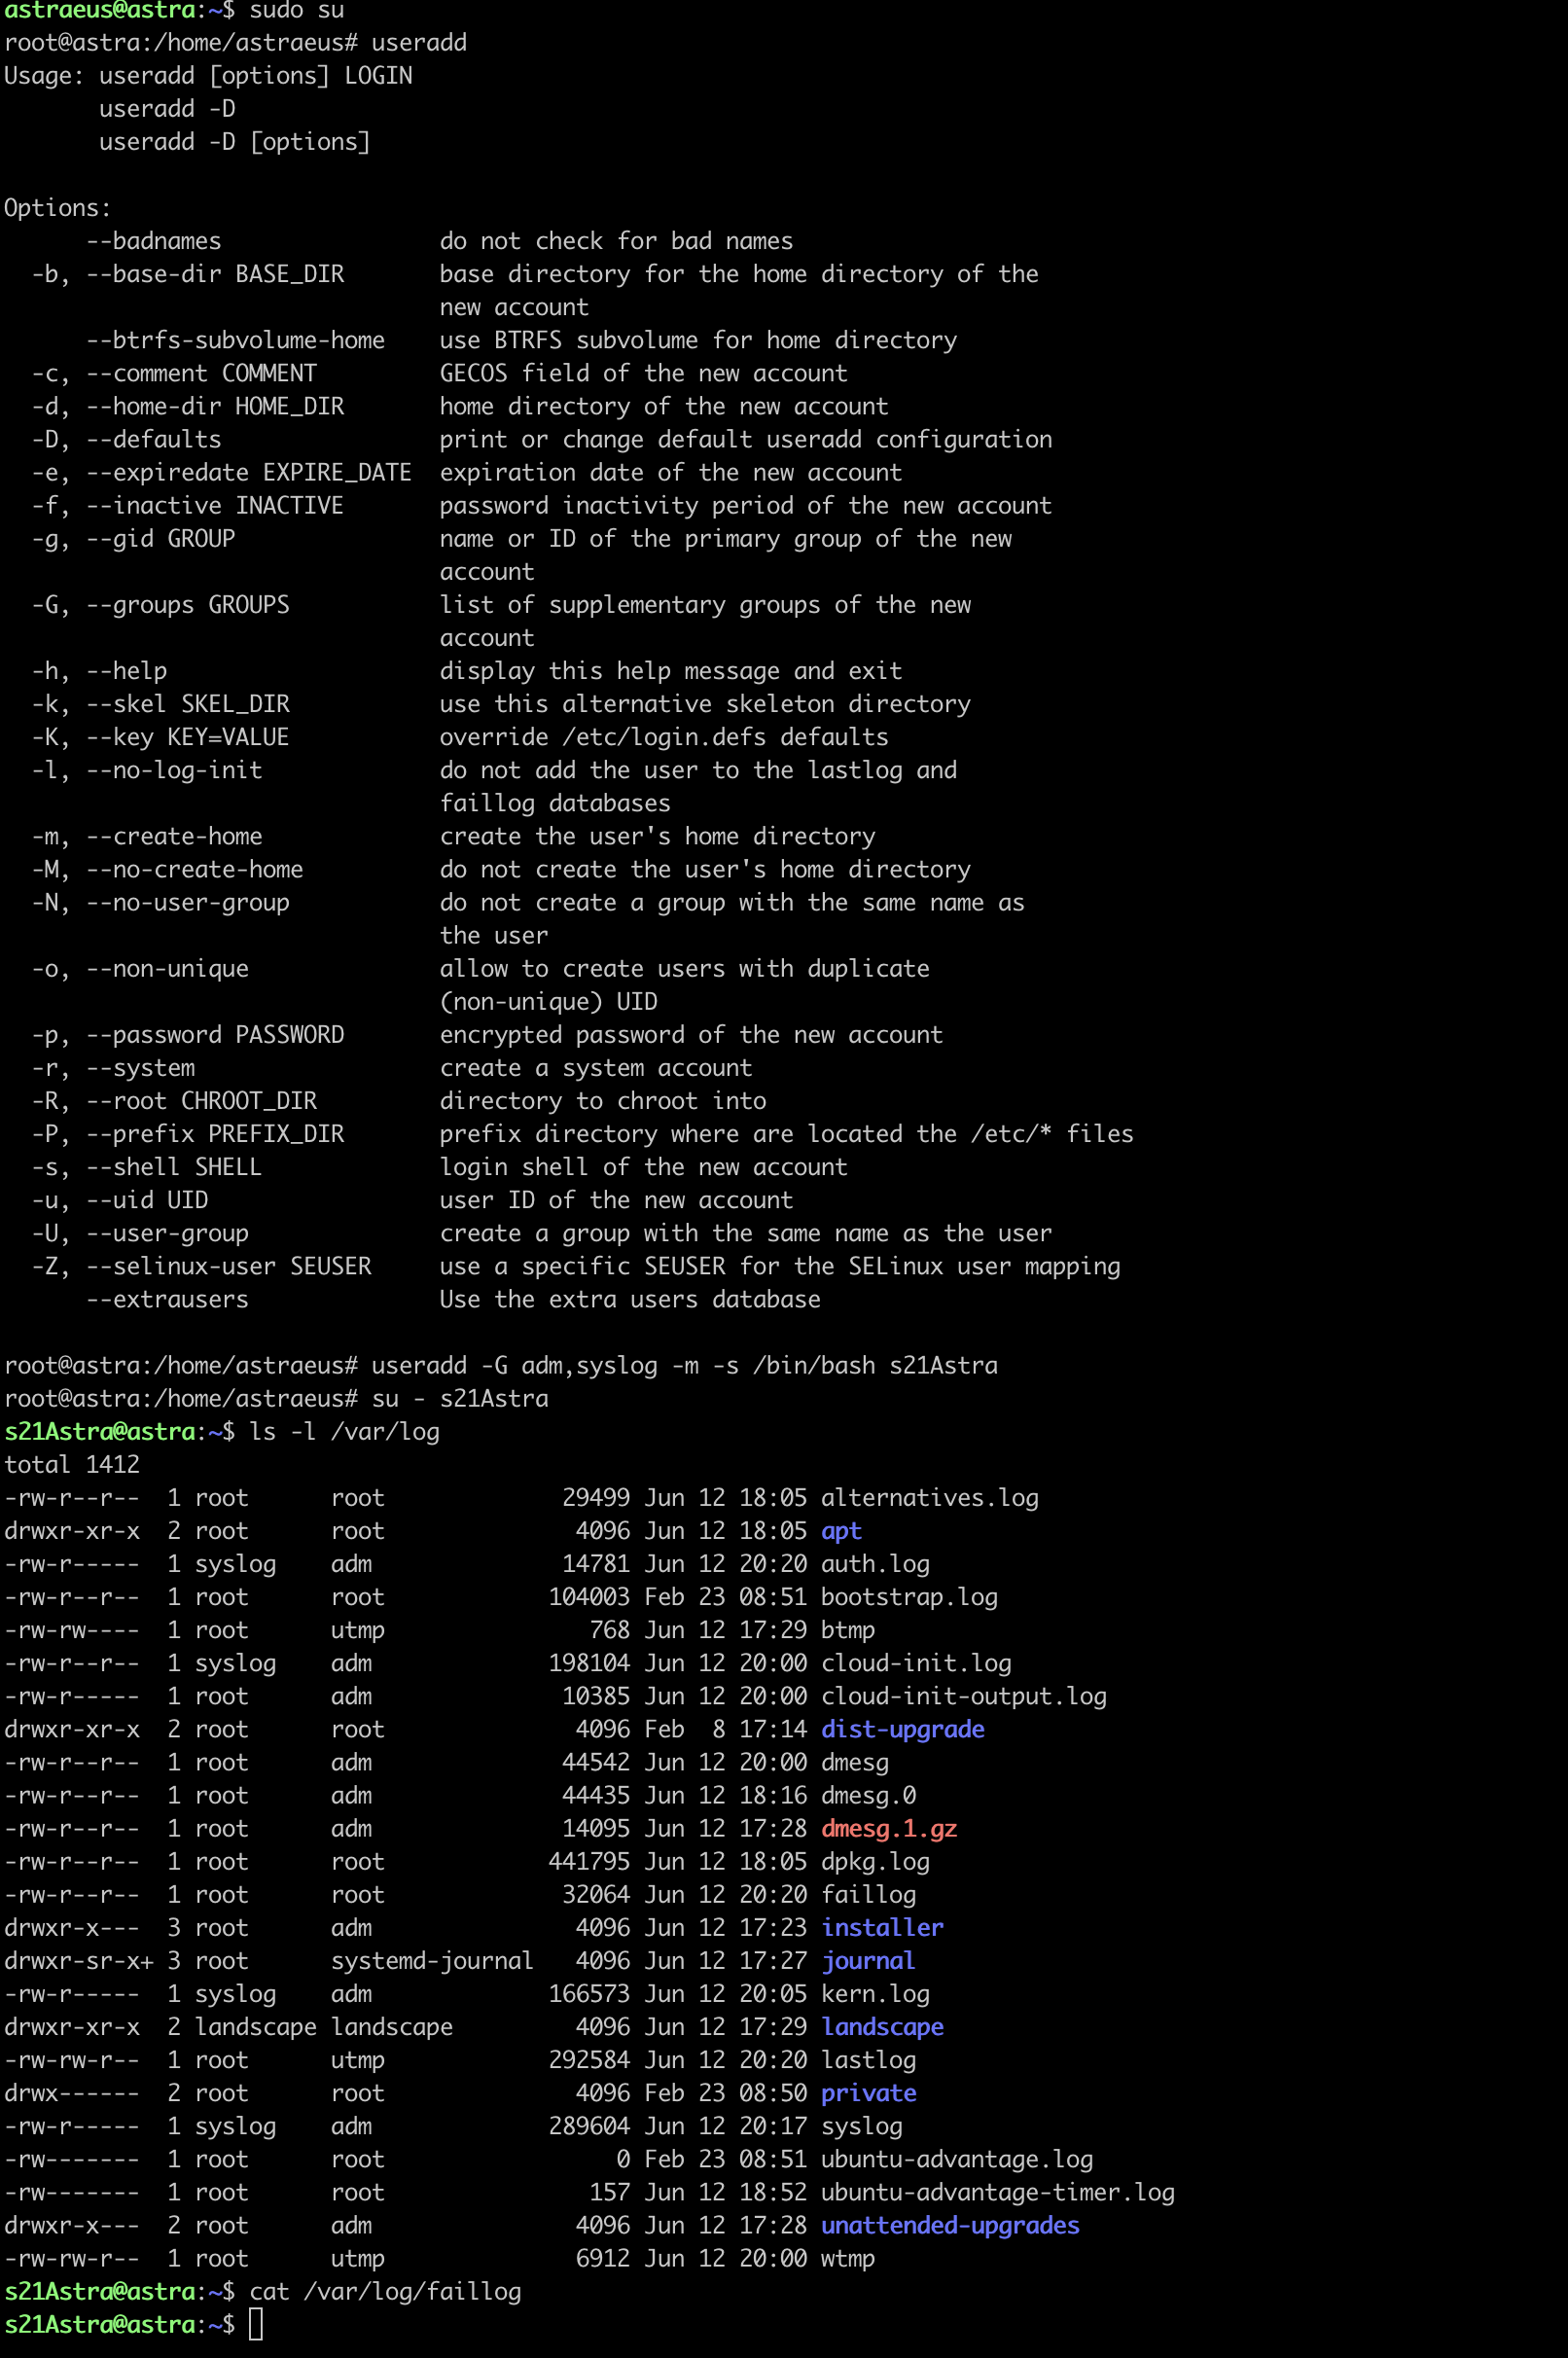 astraeus@astra:~$ sudo su
root@astra:/home/astraeus# useradd
Usage: useradd [options] LOGIN
       useradd -D
       useradd -D [options]

Options:
      --badnames                do not check for bad names
  -b, --base-dir BASE_DIR       base directory for the home directory of the
                                new account
      --btrfs-subvolume-home    use BTRFS subvolume for home directory
  -c, --comment COMMENT         GECOS field of the new account
  -d, --home-dir HOME_DIR       home directory of the new account
  -D, --defaults                print or change default useradd configuration
  -e, --expiredate EXPIRE_DATE  expiration date of the new account
  -f, --inactive INACTIVE       password inactivity period of the new account
  -g, --gid GROUP               name or ID of the primary group of the new
                                account
  -G, --groups GROUPS           list of supplementary groups of the new
                                account
  -h, --help                    display this help message and exit
  -k, --skel SKEL_DIR           use this alternative skeleton directory
  -K, --key KEY=VALUE           override /etc/login.defs defaults
  -l, --no-log-init             do not add the user to the lastlog and
                                faillog databases
  -m, --create-home             create the user's home directory
  -M, --no-create-home          do not create the user's home directory
  -N, --no-user-group           do not create a group with the same name as
                                the user
  -o, --non-unique              allow to create users with duplicate
                                (non-unique) UID
  -p, --password PASSWORD       encrypted password of the new account
  -r, --system                  create a system account
  -R, --root CHROOT_DIR         directory to chroot into
  -P, --prefix PREFIX_DIR       prefix directory where are located the /etc/* files
  -s, --shell SHELL             login shell of the new account
  -u, --uid UID                 user ID of the new account
  -U, --user-group              create a group with the same name as the user
  -Z, --selinux-user SEUSER     use a specific SEUSER for the SELinux user mapping
      --extrausers              Use the extra users database

root@astra:/home/astraeus# useradd -G adm,syslog -m -s /bin/bash s21Astra
root@astra:/home/astraeus# su - s21Astra
s21Astra@astra:~$ ls -l /var/log
total 1412
-rw-r--r--  1 root      root             29499 Jun 12 18:05 alternatives.log
drwxr-xr-x  2 root      root              4096 Jun 12 18:05 apt
-rw-r-----  1 syslog    adm              14781 Jun 12 20:20 auth.log
-rw-r--r--  1 root      root            104003 Feb 23 08:51 bootstrap.log
-rw-rw----  1 root      utmp               768 Jun 12 17:29 btmp
-rw-r--r--  1 syslog    adm             198104 Jun 12 20:00 cloud-init.log
-rw-r-----  1 root      adm              10385 Jun 12 20:00 cloud-init-output.log
drwxr-xr-x  2 root      root              4096 Feb  8 17:14 dist-upgrade
-rw-r--r--  1 root      adm              44542 Jun 12 20:00 dmesg
-rw-r--r--  1 root      adm              44435 Jun 12 18:16 dmesg.0
-rw-r--r--  1 root      adm              14095 Jun 12 17:28 dmesg.1.gz
-rw-r--r--  1 root      root            441795 Jun 12 18:05 dpkg.log
-rw-r--r--  1 root      root             32064 Jun 12 20:20 faillog
drwxr-x---  3 root      adm               4096 Jun 12 17:23 installer
drwxr-sr-x+ 3 root      systemd-journal   4096 Jun 12 17:27 journal
-rw-r-----  1 syslog    adm             166573 Jun 12 20:05 kern.log
drwxr-xr-x  2 landscape landscape         4096 Jun 12 17:29 landscape
-rw-rw-r--  1 root      utmp            292584 Jun 12 20:20 lastlog
drwx------  2 root      root              4096 Feb 23 08:50 private
-rw-r-----  1 syslog    adm             289604 Jun 12 20:17 syslog
-rw-------  1 root      root                 0 Feb 23 08:51 ubuntu-advantage.log
-rw-------  1 root      root               157 Jun 12 18:52 ubuntu-advantage-timer.log
drwxr-x---  2 root      adm               4096 Jun 12 17:28 unattended-upgrades
-rw-rw-r--  1 root      utmp              6912 Jun 12 20:00 wtmp
s21Astra@astra:~$ cat /var/log/faillog
s21Astra@astra:~$